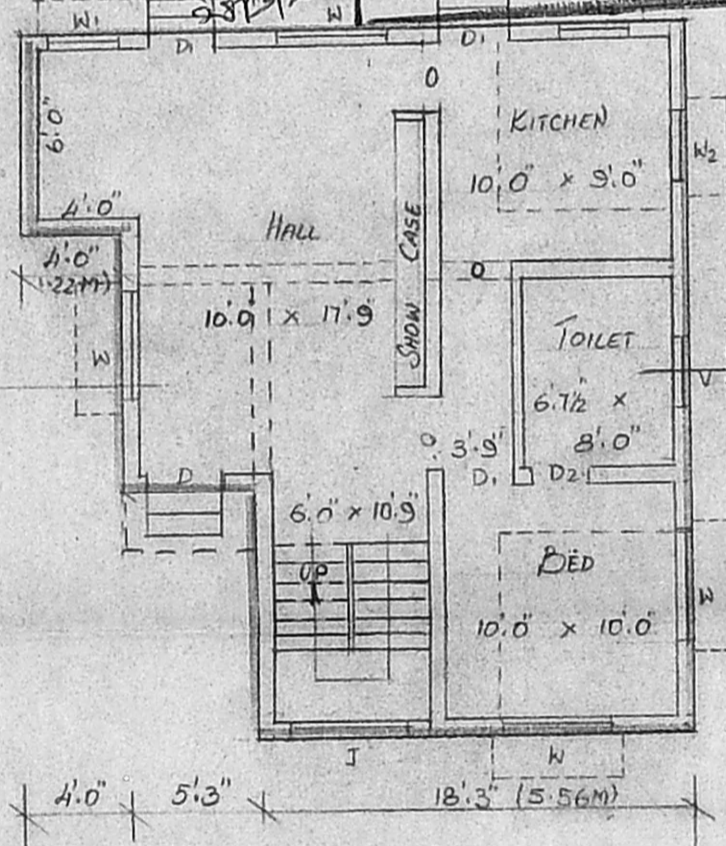 W1
W
D1
D1
O
6'.0"
KITCHEN
10'.0" × 9'.0"
W2
4'.0"
HALL
SHOW CASE
4'.0"
1.22M)
O
10'.0 × 17'.9
W
TOILET
6'.7½" ×
8'.0"
V
O
3'.9"
D
D1
D2
6'.0" × 10'.9"
UP
BED
10'.0" × 10'.0"
W
J
W
4'.0"
5'.3"
18'.3" (5.56M)